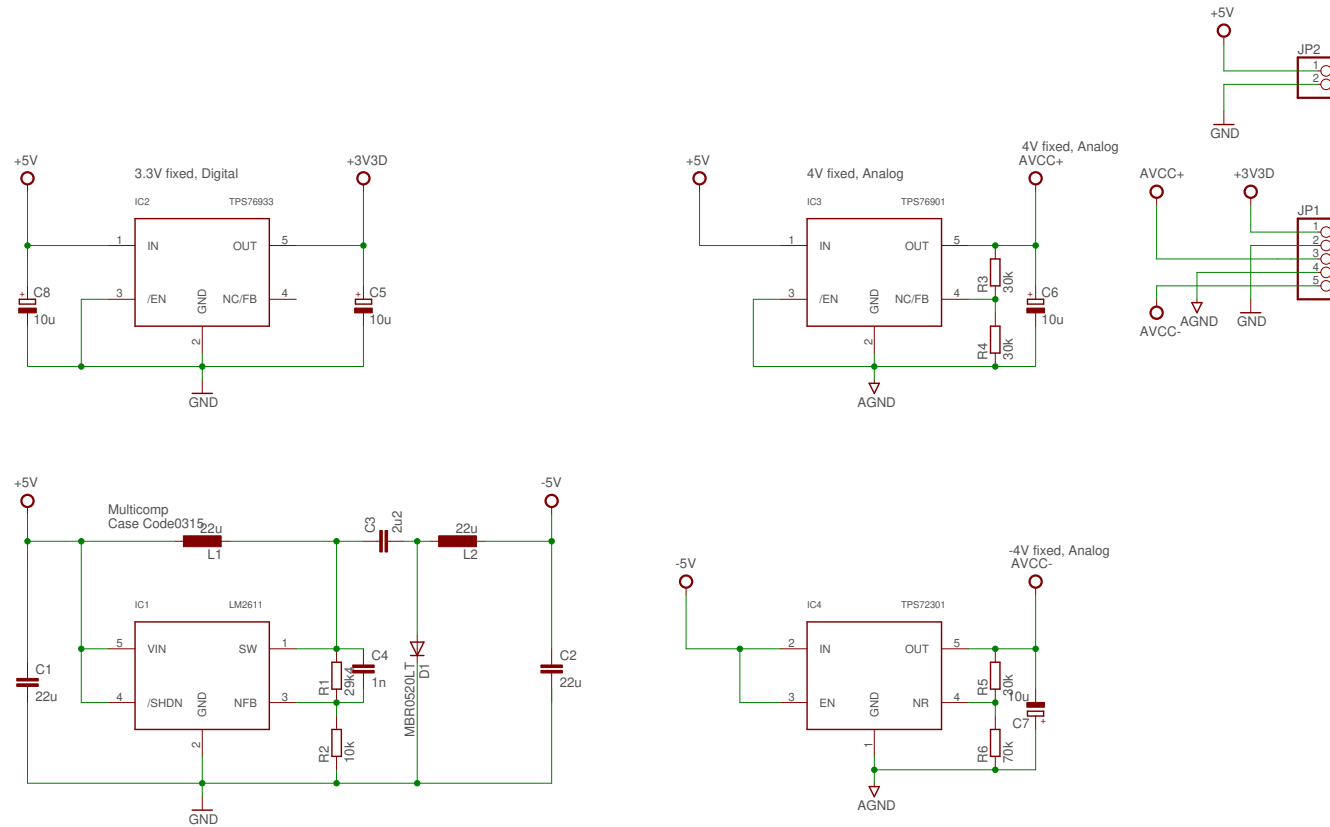 +5V
JP2
1
2
GND
+5V
3.3V fixed, Digital
+3V3D
IC2
TPS76933
1
IN
OUT
5
3
/EN
GND
NC/FB
4
2
+
C8
10u
+
C5
10u
GND
4V fixed, Analog
4V fixed, Analog
AVCC+
+5V
IC3
TPS76901
1
IN
OUT
5
3
/EN
GND
NC/FB
4
2
R3
30k
R4
30k
+
C6
10u
AGND
AVCC+
+3V3D
JP1
1
2
3
4
5
AVCC-
AGND
GND
+5V
-5V
Multicomp
Case Code0315
22u
L1
C3
2u2
22u
L2
IC1
LM2611
5
VIN
SW
1
4
/SHDN
GND
NFB
3
2
C1
22u
R1
29k4
C4
1n
R2
10k
MBR0520LT
D1
C2
22u
GND
-5V
-4V fixed, Analog
AVCC-
IC4
TPS72301
2
IN
OUT
5
3
EN
GND
NR
4
1
R5
30k
R6
70k
10u
C7
+
AGND